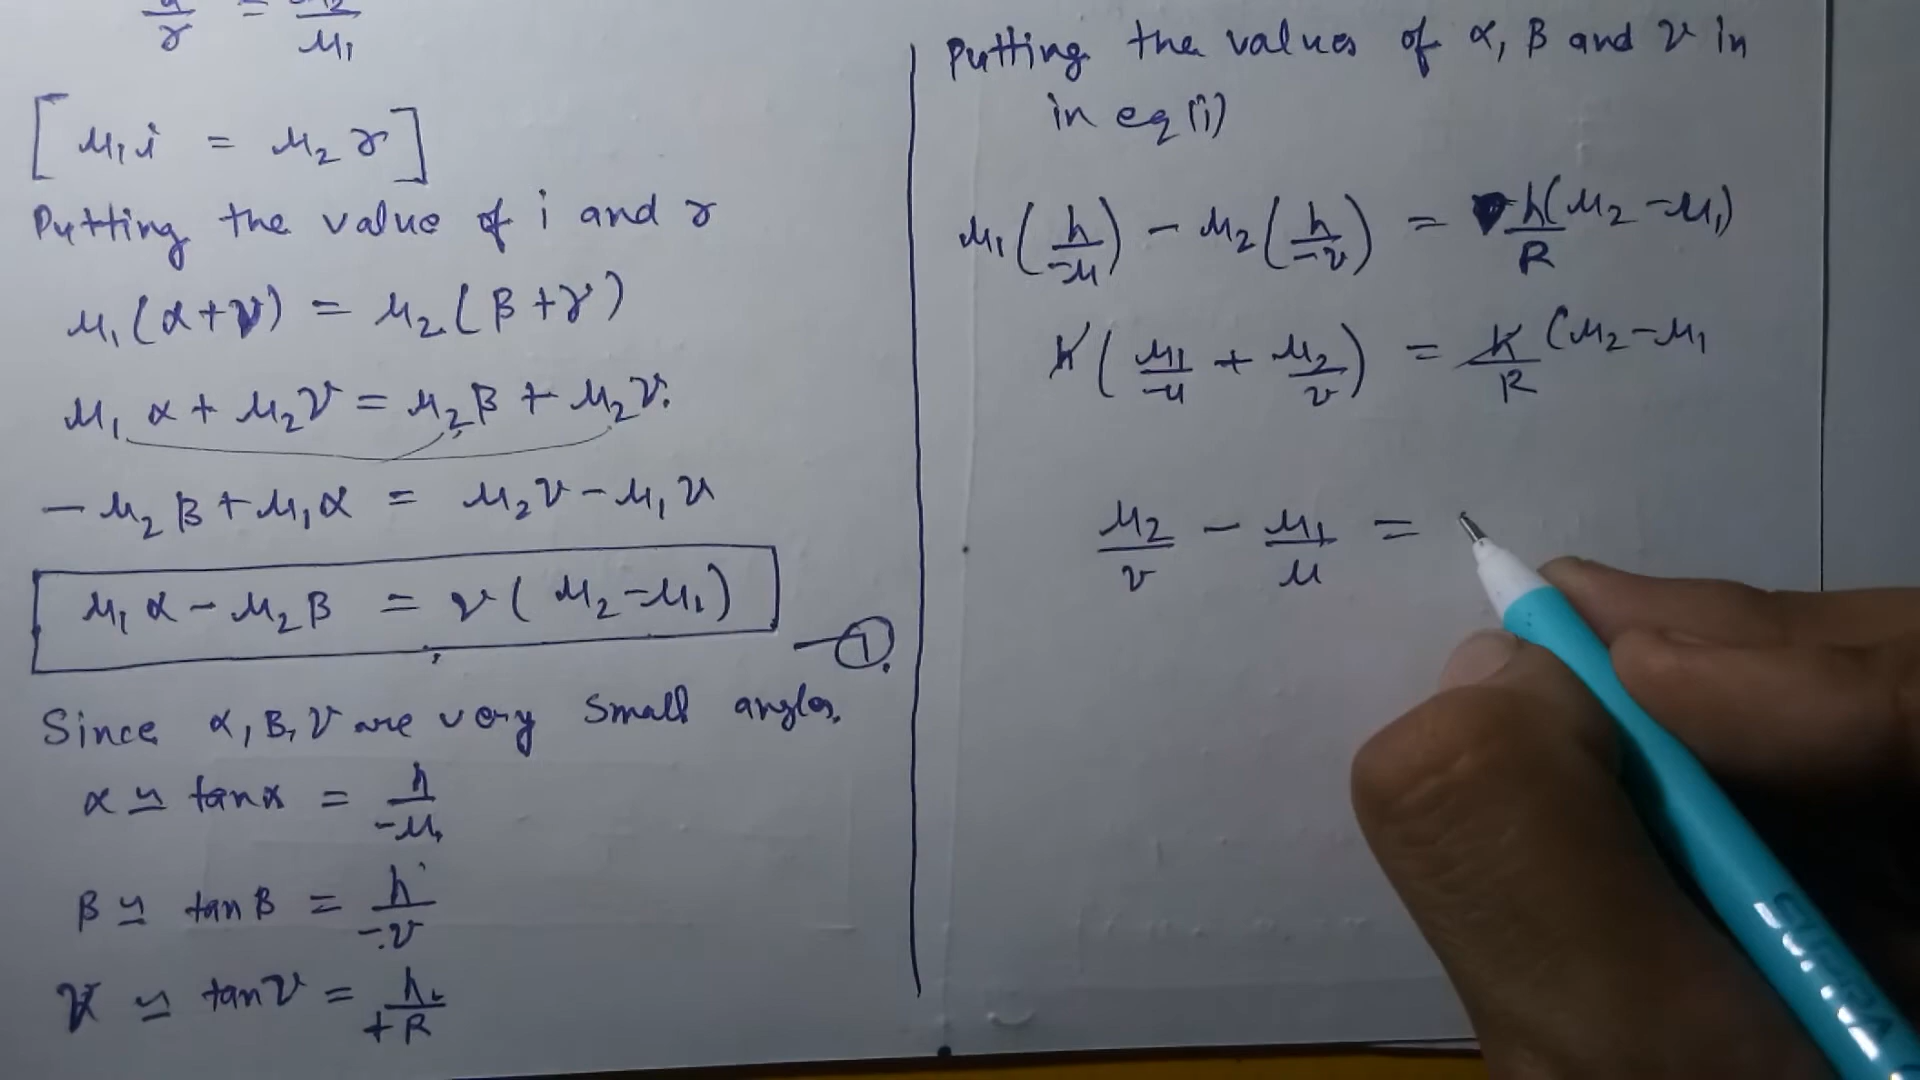 /r = /μ₁
[μ₁i = μ₂r]
Putting the value of i and r
μ₁(α+ν) = μ₂(β+γ)
μ₁α + μ₂ν = μ₂β + μ₂ν.
-μ₂β + μ₁α = μ₂ν - μ₁ν
μ₁α - μ₂β = ν(μ₂-μ₁)
—①.
Since α, β, ν are very small angles.
α ≃ tanα = h/-u
β ≃ tanβ = h/-v
ν ≃ tanν = h/+R
Putting the values of α, β and ν in
in eq (i)
μ₁(h/-u) - μ₂(h/-v) = h/R(μ₂-μ₁)
h(μ₁/-u + μ₂/v) = h/R(μ₂-μ₁
μ₂/v - μ₁/u =
SUPRA